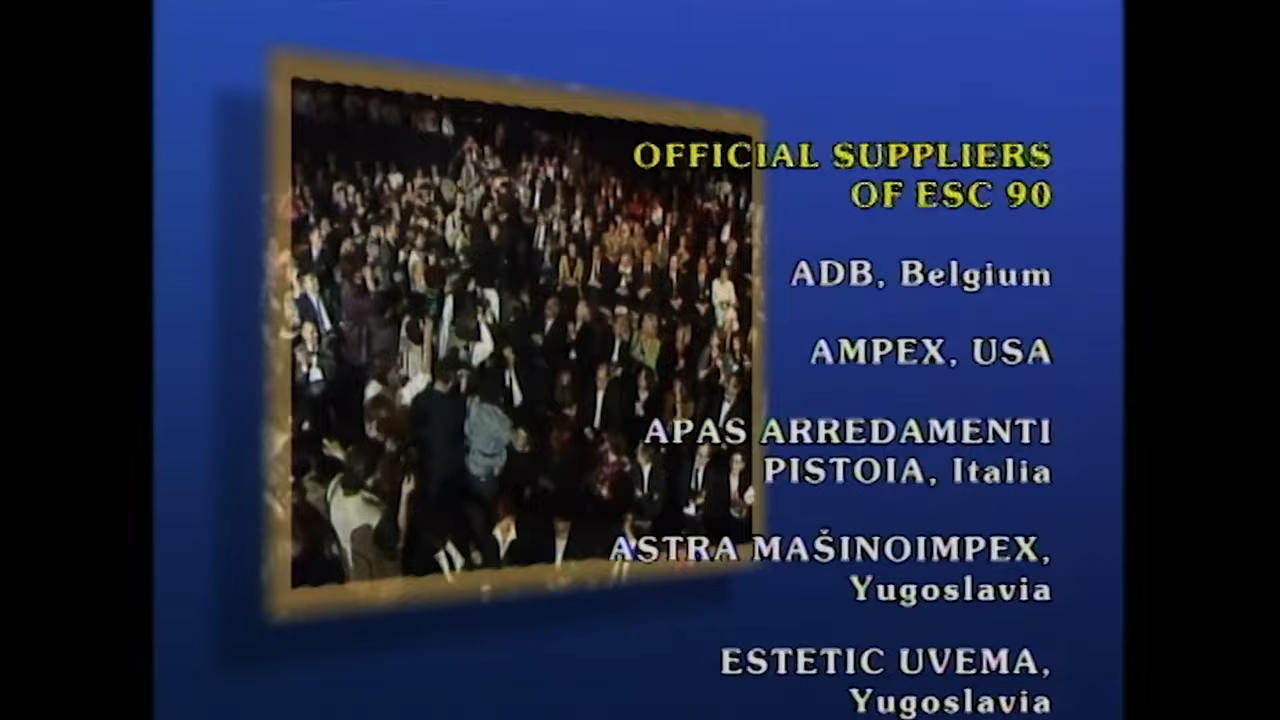 OFFICIAL SUPPLIERS
OF ESC 90
ADB, Belgium
AMPEX, USA
APAS ARREDAMENTI
PISTOIA, Italia
ASTRA MAŠINOIMPEX,
Yugoslavia
ESTETIC UVEMA,
Yugoslavia